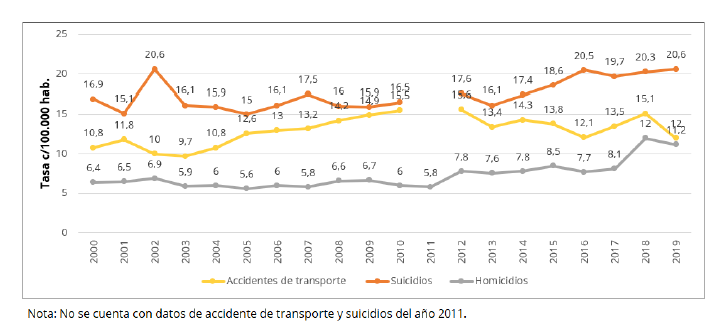 25
20
15
10
5
0
Tasa c/100.000 hab.
16,9 15,1 20,6 16,1 15,9 15 16,1 17,5 16 15,9 16,5 17,6 16,1 17,4 18,6 20,5 19,7 20,3 20,6
10,8 11,8 10 9,7 10,8 12,6 13 13,2 14,2 14,9 15,5 15,6 13,4 14,3 13,8 12,1 13,5 15,1 12
6,4 6,5 6,9 5,9 6 5,6 6 5,8 6,6 6,7 6 5,8 7,8 7,6 7,8 8,5 7,7 8,1 12 11,2
2000 2001 2002 2003 2004 2005 2006 2007 2008 2009 2010 2011 2012 2013 2014 2015 2016 2017 2018 2019
Accidentes de transporte Suicidios Homicidios
Nota: No se cuenta con datos de accidente de transporte y suicidios del año 2011.